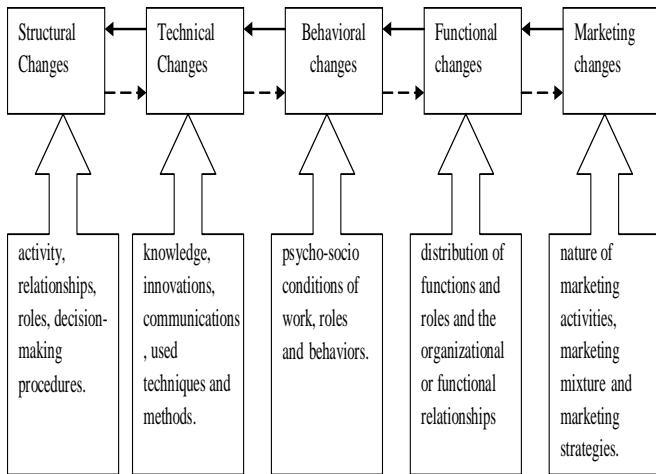 Structural
Changes
Technical
Changes
Behavioral
changes
Functional
changes
Marketing
changes
activity,
relationships,
roles, decision-
making
procedures.
knowledge,
innovations,
communications
, used
techniques and
methods.
psycho-socio
conditions of
work, roles
and behaviors.
distribution of
functions and
roles and the
organizational
or functional
relationships
nature of
marketing
activities,
marketing
mixture and
marketing
strategies.